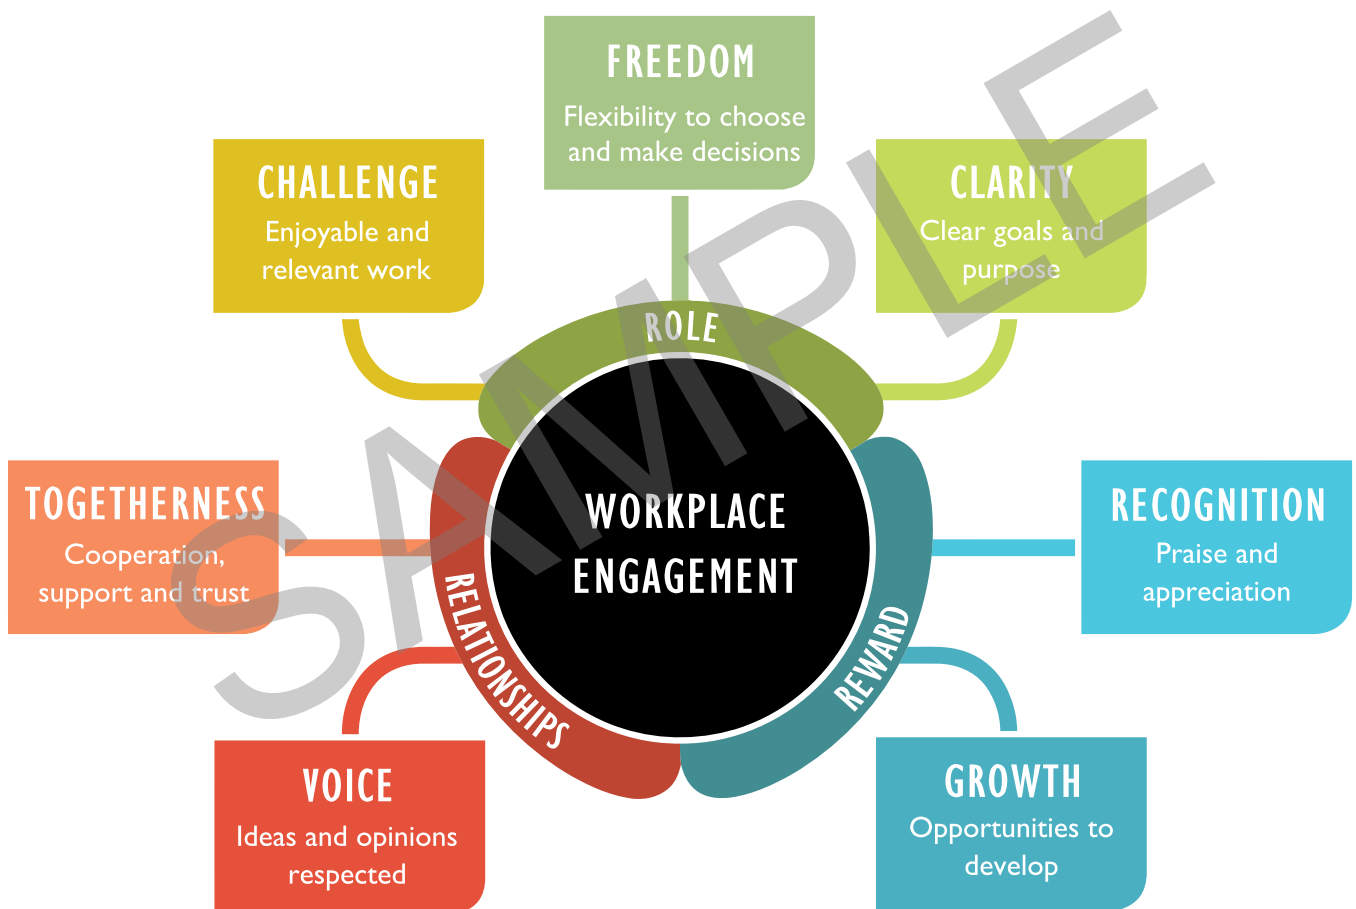 FREEDOM
Flexibility to choose
and make decisions
CHALLENGE
Enjoyable and
relevant work
CLARITY
Clear goals and
purpose
ROLE
TOGETHERNESS
Cooperation,
support and trust
WORKPLACE
ENGAGEMENT
RECOGNITION
Praise and
appreciation
RELATIONSHIPS
REWARD
VOICE
Ideas and opinions
respected
GROWTH
Opportunities to
develop
SAMPLE